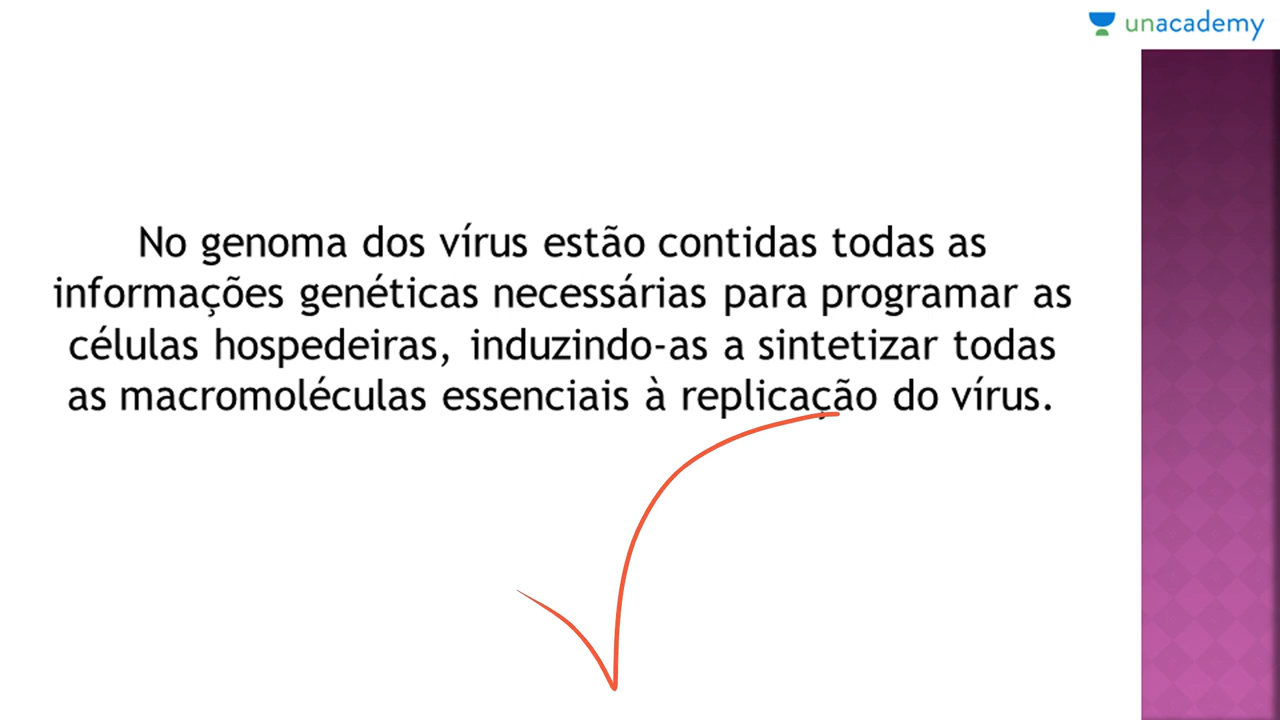 unacademy
No genoma dos vírus estão contidas todas as
informações genéticas necessárias para programar as
células hospedeiras, induzindo-as a sintetizar todas
as macromoléculas essenciais à replicação do vírus.